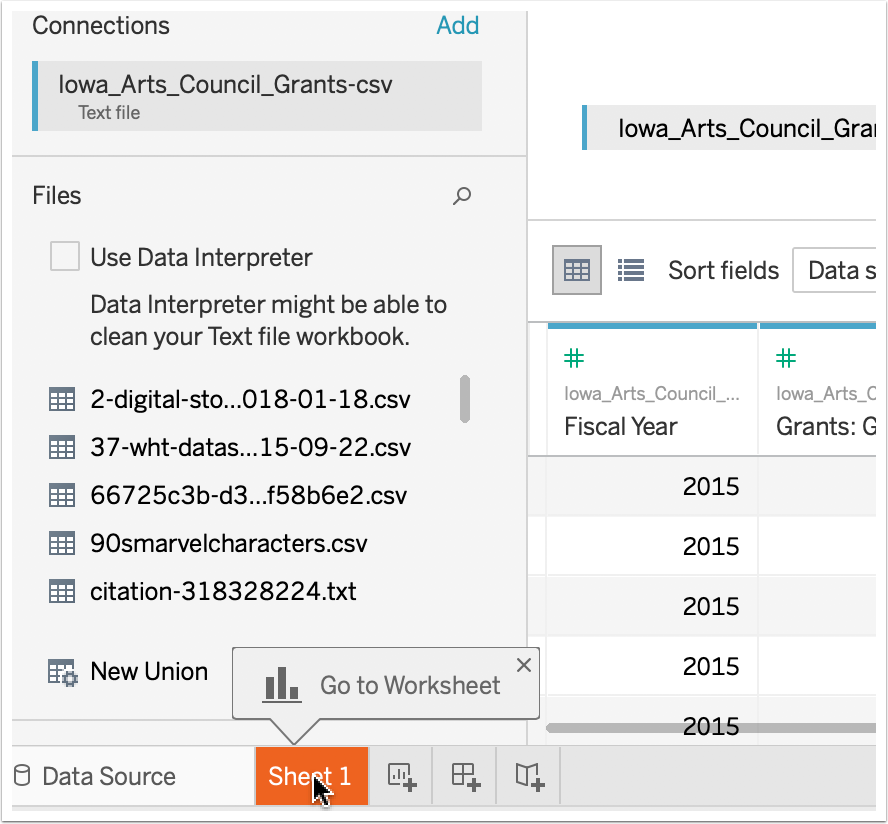 Connections
Add
Iowa_Arts_Council_Grants-csv
Text file
Iowa_Arts_Council_Gra
Files
Use Data Interpreter
Data Interpreter might be able to
clean your Text file workbook.
2-digital-sto...018-01-18.csv
37-wht-datas...15-09-22.csv
66725c3b-d3...f58b6e2.csv
90smarvelcharacters.csv
citation-318328224.txt
New Union
Sort fields
Data s
Iowa_Arts_Council_...
Fiscal Year
Iowa_Arts_C
Grants: G
2015
2015
2015
2015
2015
Go to Worksheet
Data Source
Sheet 1